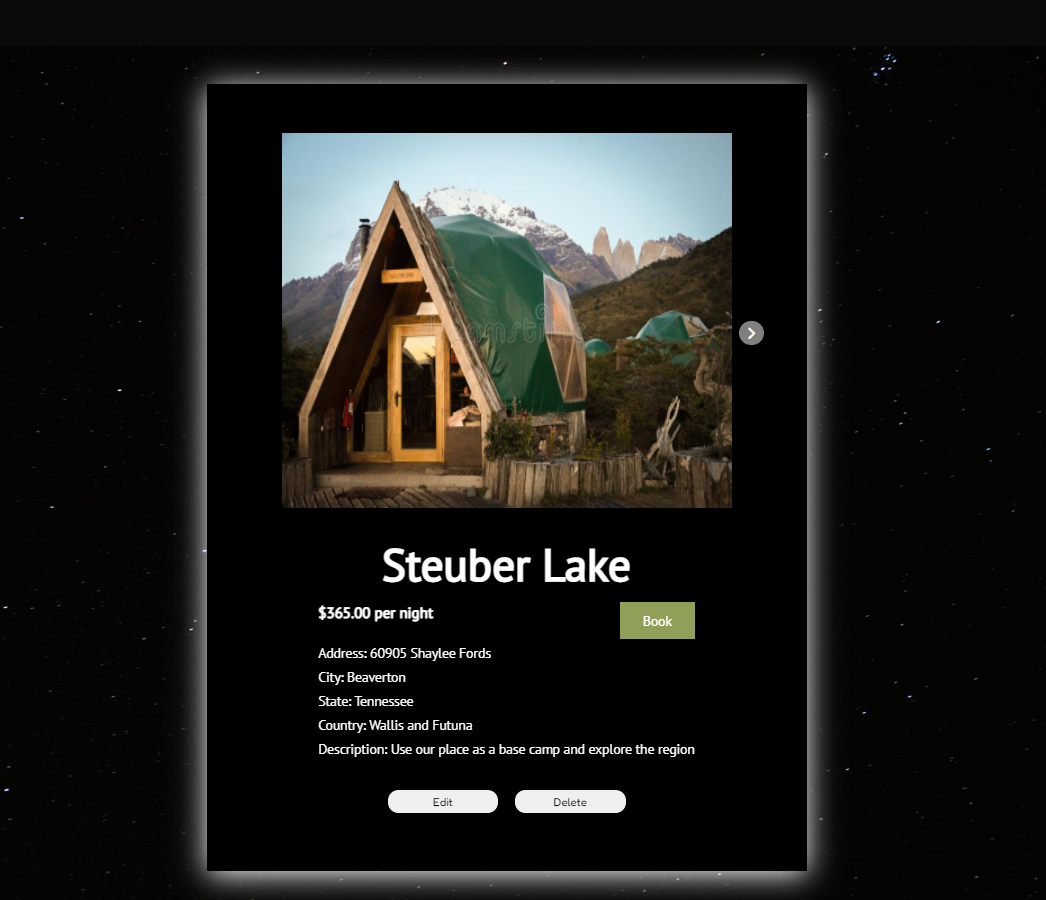 Steuber Lake
$365.00 per night
Book
Address: 60905 Shaylee Fords
City: Beaverton
State: Tennessee
Country: Wallis and Futuna
Description: Use our place as a base camp and explore the region
Edit
Delete